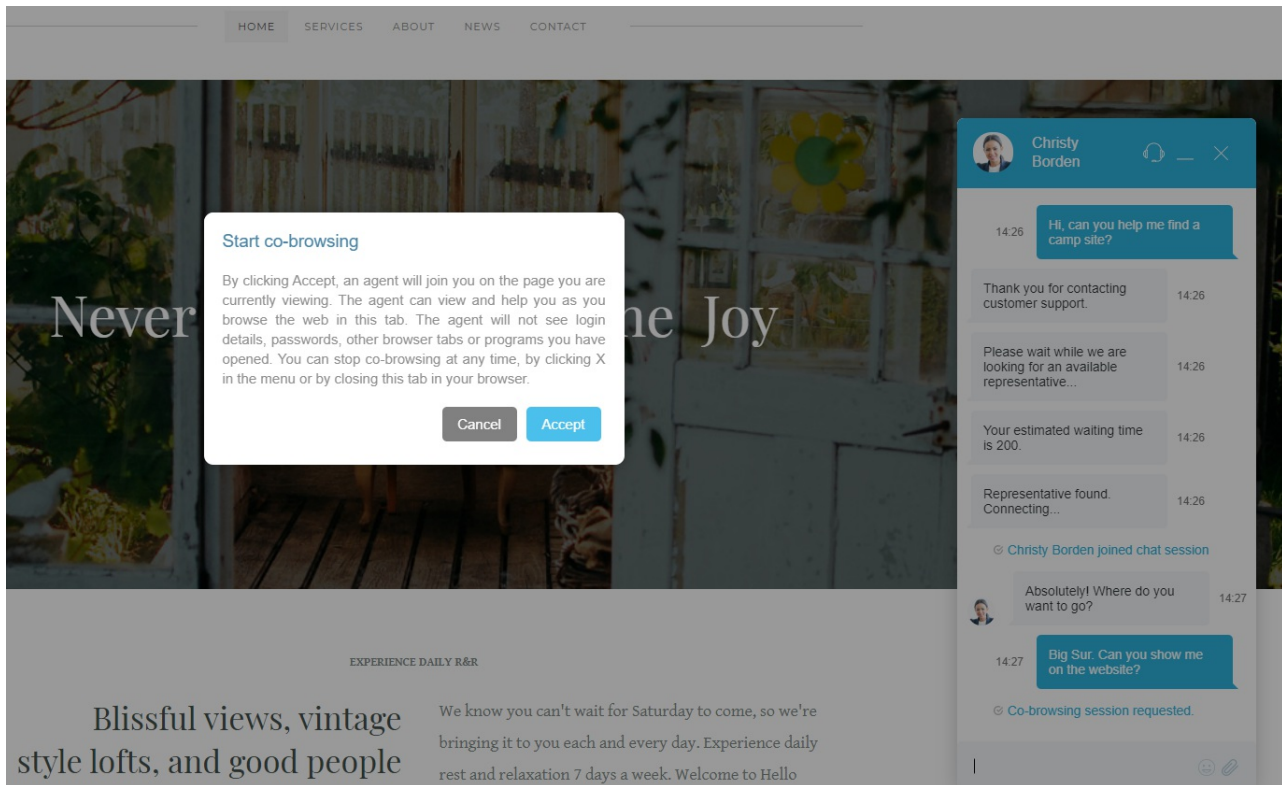 HOME SERVICES ABOUT NEWS CONTACT
Never
ne Joy
Start co-browsing
By clicking Accept, an agent will join you on the page you are
currently viewing. The agent can view and help you as you
browse the web in this tab. The agent will not see login
details, passwords, other browser tabs or programs you have
opened. You can stop co-browsing at any time, by clicking X
in the menu or by closing this tab in your browser.
Cancel Accept
EXPERIENCE DAILY R&R
Blissful views, vintage
style lofts, and good people
We know you can't wait for Saturday to come, so we're
bringing it to you each and every day. Experience daily
rest and relaxation 7 days a week. Welcome to Hello
Christy
Borden
14:26
Hi, can you help me find a
camp site?
Thank you for contacting
customer support.
14:26
Please wait while we are
looking for an available
representative...
14:26
Your estimated waiting time
is 200.
14:26
Representative found.
Connecting...
14:26
Christy Borden joined chat session
Absolutely! Where do you
want to go?
14:27
14:27
Big Sur. Can you show me
on the website?
Co-browsing session requested.